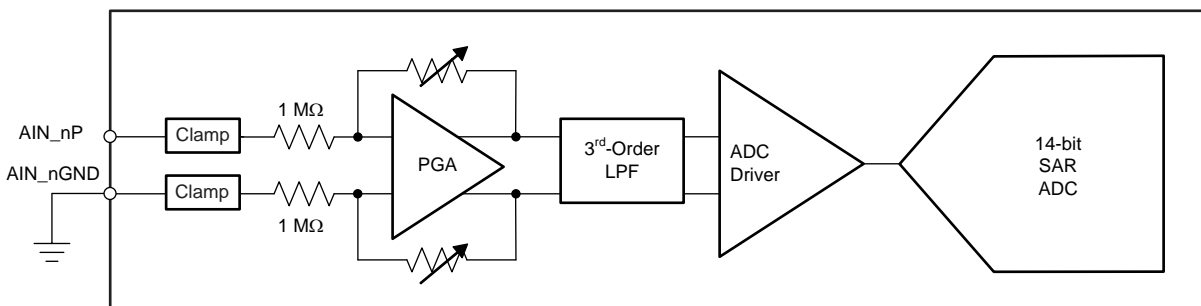 1 MΩ
AIN_nP
Clamp
AIN_nGND
Clamp
1 MΩ
PGA
3rd-Order
LPF
ADC
Driver
14-bit
SAR
ADC